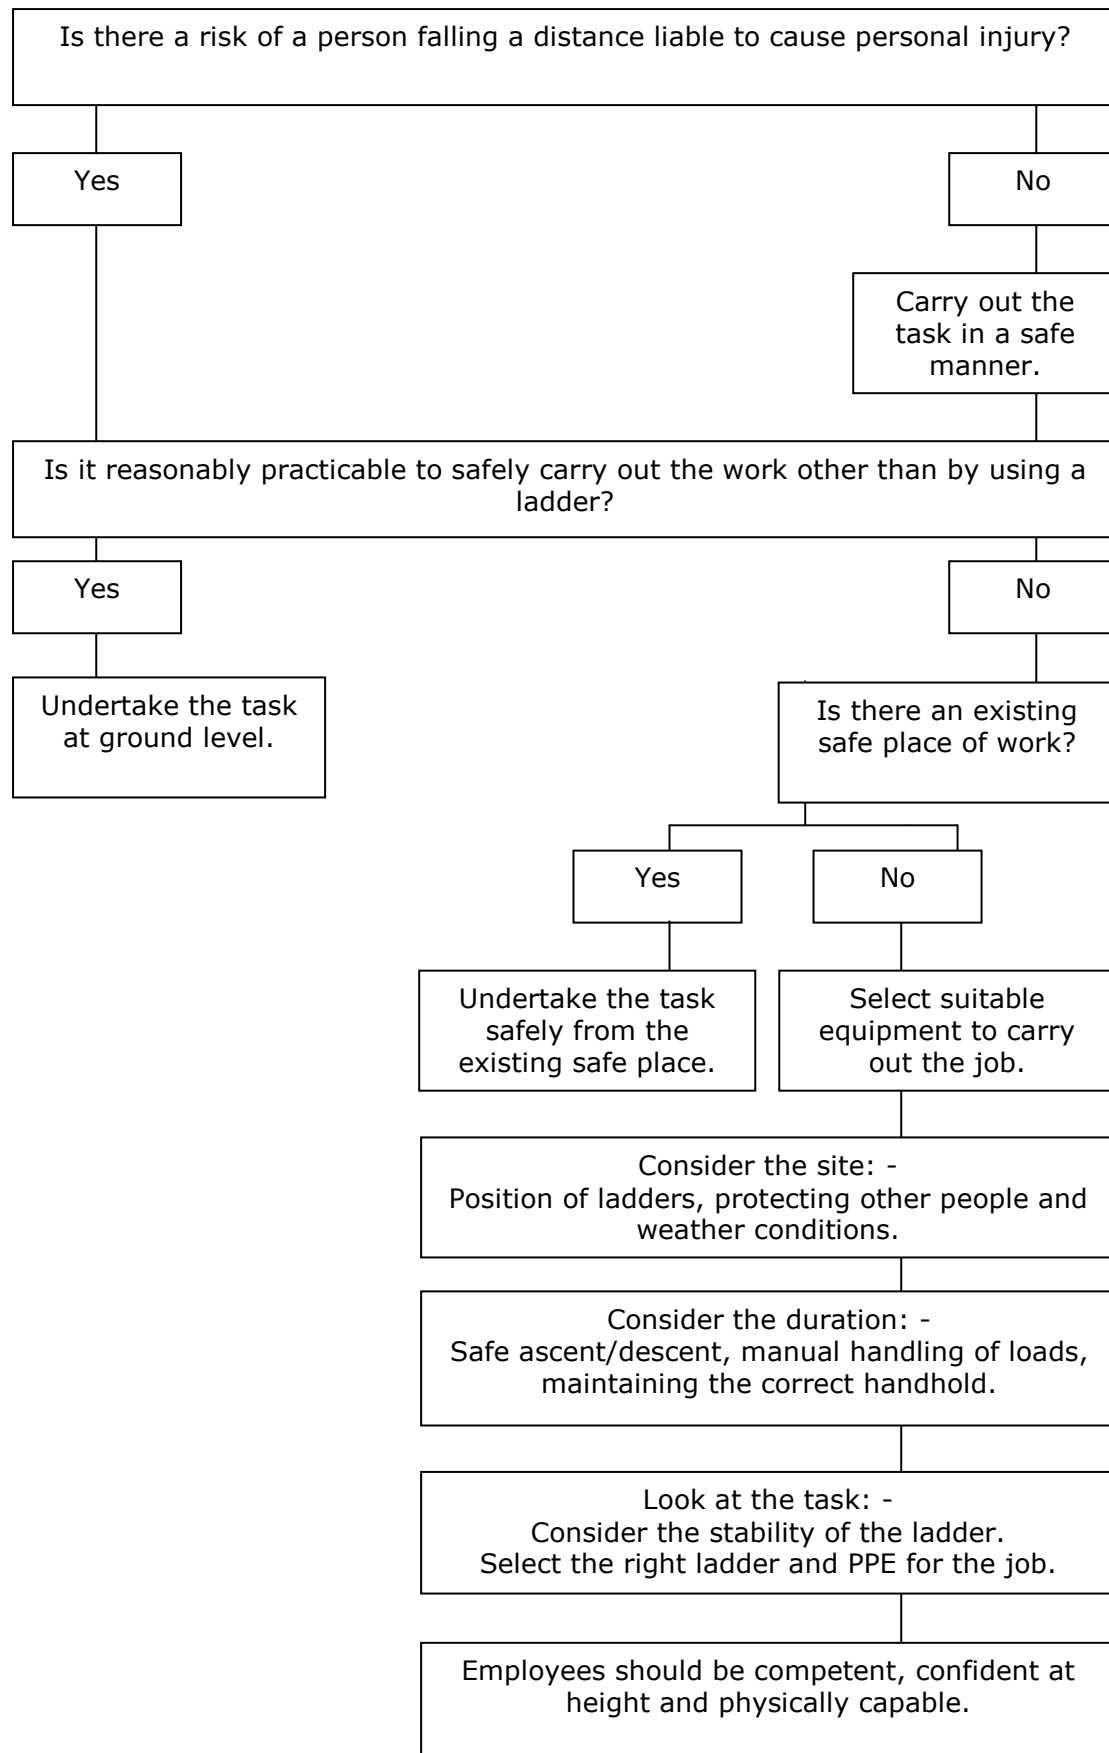 Is there a risk of a person falling a distance liable to cause personal injury?
Yes
No
Carry out the
task in a safe
manner.
Is it reasonably practicable to safely carry out the work other than by using a
ladder?
Yes
No
Undertake the task
at ground level.
Is there an existing
safe place of work?
Yes
No
Undertake the task
safely from the
existing safe place.
Select suitable
equipment to carry
out the job.
Consider the site: -
Position of ladders, protecting other people and
weather conditions.
Consider the duration: -
Safe ascent/descent, manual handling of loads,
maintaining the correct handhold.
Look at the task: -
Consider the stability of the ladder.
Select the right ladder and PPE for the job.
Employees should be competent, confident at
height and physically capable.